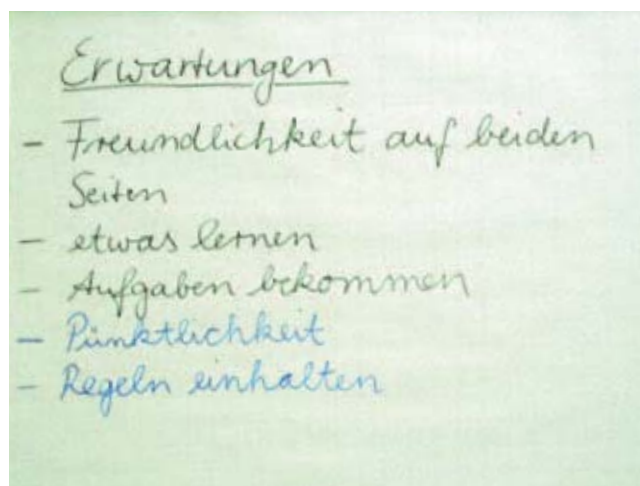 Erwartungen
- Freundlichkeit auf beiden
Seiten
- etwas lernen
- Aufgaben bekommen
- Pünktlichkeit
- Regeln einhalten